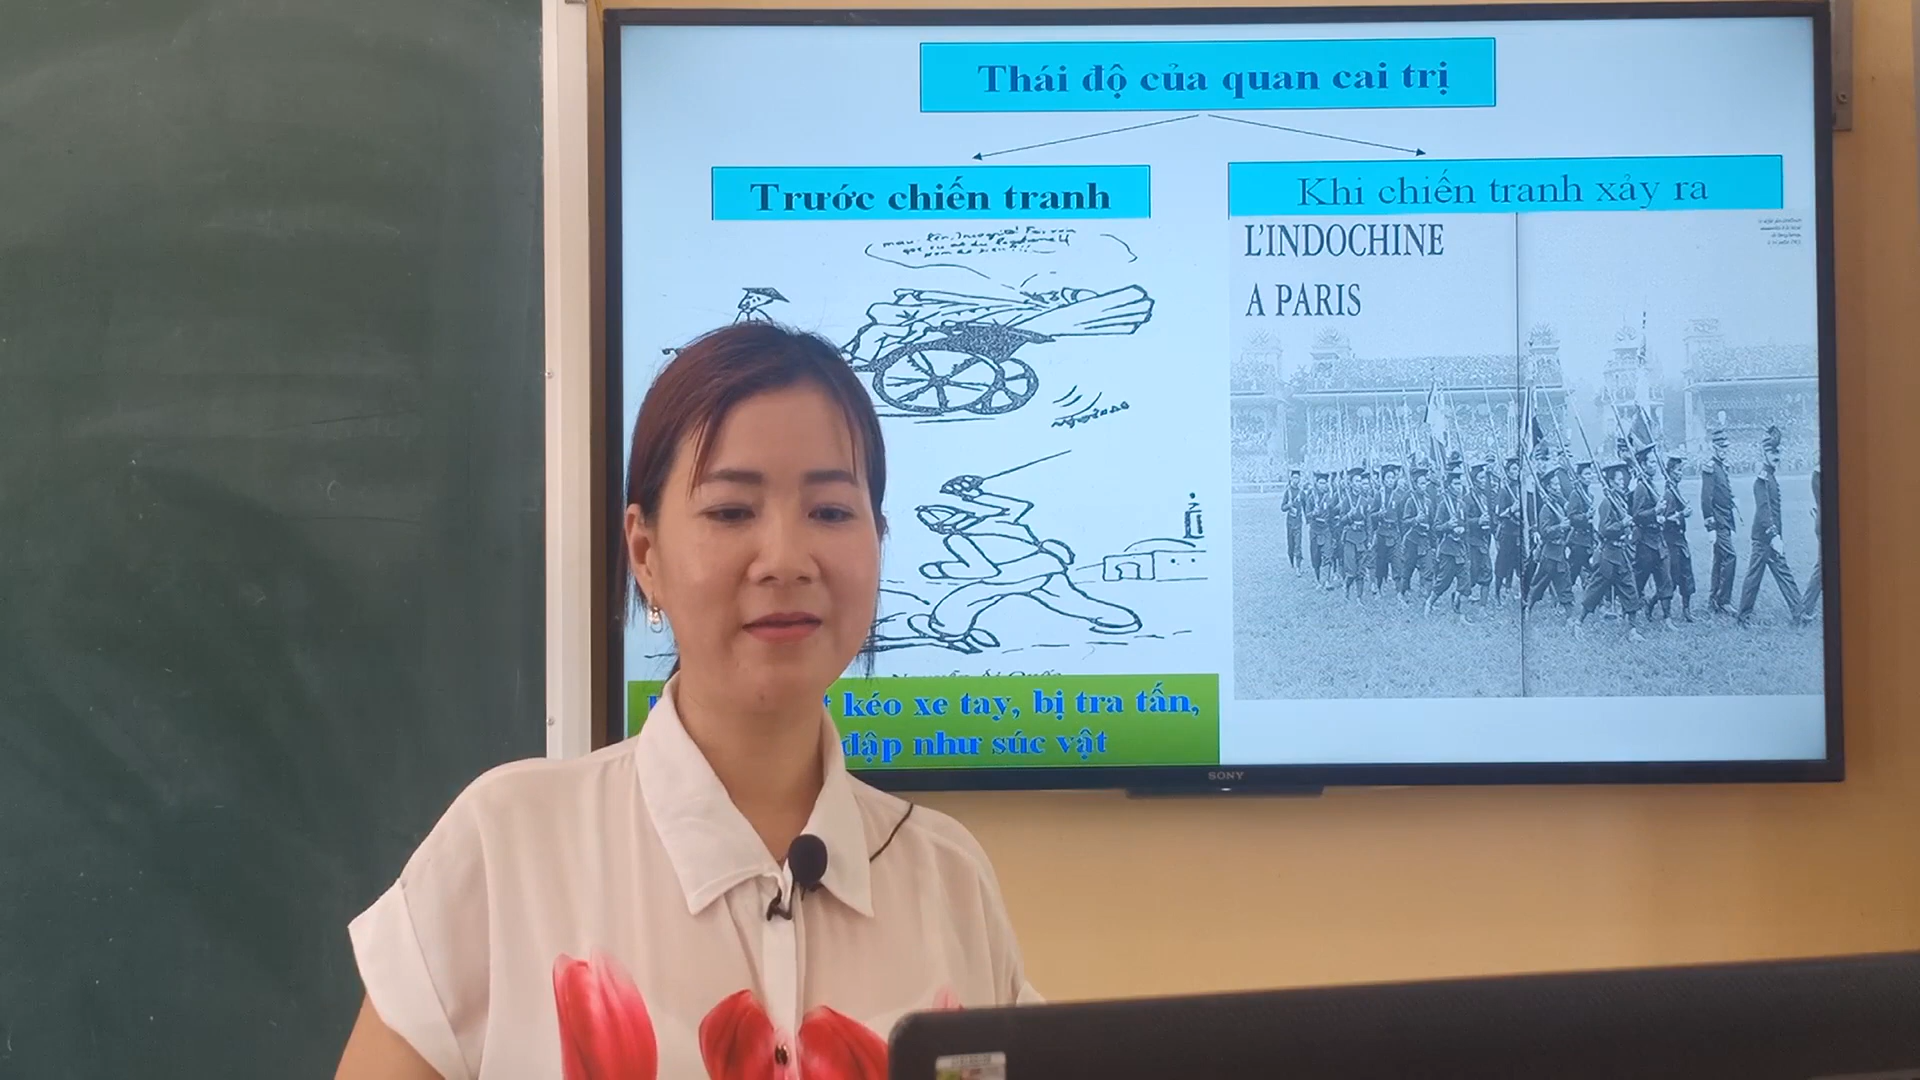 Thái độ của quan cai trị
Trước chiến tranh
Khi chiến tranh xảy ra
L'INDOCHINE
A PARIS
kéo xe tay, bị tra tấn,
đập như súc vật
SONY